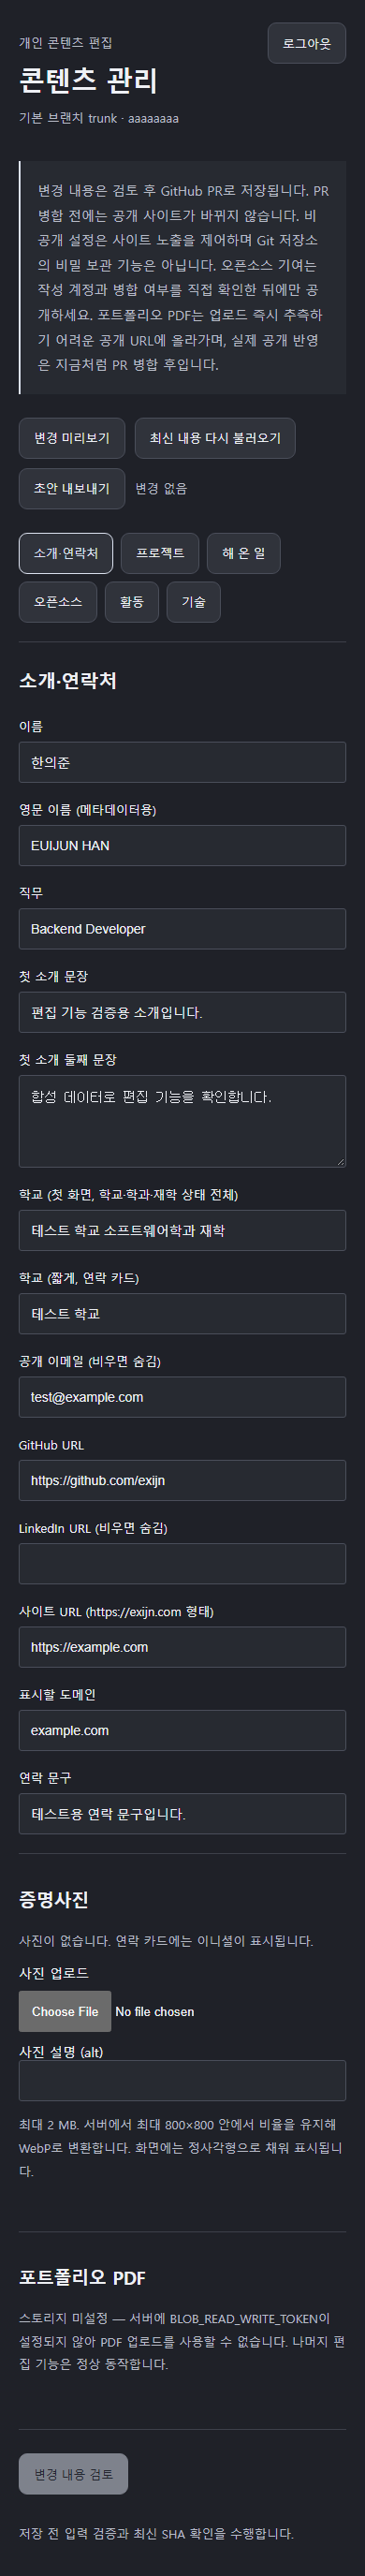 개인 콘텐츠 편집
로그아웃
콘텐츠 관리
기본 브랜치 trunk · aaaaaaaa
변경 내용은 검토 후 GitHub PR로 저장됩니다. PR
병합 전에는 공개 사이트가 바뀌지 않습니다. 비
공개 설정은 사이트 노출을 제어하며 Git 저장소
의 비밀 보관 기능은 아닙니다. 오픈소스 기여는
작성 계정과 병합 여부를 직접 확인한 뒤에만 공
개하세요. 포트폴리오 PDF는 업로드 즉시 추측하
기 어려운 공개 URL에 올라가며, 실제 공개 반영
은 지금처럼 PR 병합 후입니다.
변경 미리보기
최신 내용 다시 불러오기
초안 내보내기
변경 없음
소개·연락처
프로젝트
해 온 일
오픈소스
활동
기술
소개·연락처
이름
한의준
영문 이름 (메타데이터용)
EUIJUN HAN
직무
Backend Developer
첫 소개 문장
편집 기능 검증용 소개입니다.
첫 소개 둘째 문장
합성 데이터로 편집 기능을 확인합니다.
학교 (첫 화면, 학교·학과·재학 상태 전체)
테스트 학교 소프트웨어학과 재학
학교 (짧게, 연락 카드)
테스트 학교
공개 이메일 (비우면 숨김)
test@example.com
GitHub URL
https://github.com/exijn
LinkedIn URL (비우면 숨김)
사이트 URL (https://exijn.com 형태)
https://example.com
표시할 도메인
example.com
연락 문구
테스트용 연락 문구입니다.
증명사진
사진이 없습니다. 연락 카드에는 이니셜이 표시됩니다.
사진 업로드
Choose File No file chosen
사진 설명 (alt)
최대 2 MB. 서버에서 최대 800×800 안에서 비율을 유지해
WebP로 변환합니다. 화면에는 정사각형으로 채워 표시됩니
다.
포트폴리오 PDF
스토리지 미설정 — 서버에 BLOB_READ_WRITE_TOKEN이
설정되지 않아 PDF 업로드를 사용할 수 없습니다. 나머지 편
집 기능은 정상 동작합니다.
변경 내용 검토
저장 전 입력 검증과 최신 SHA 확인을 수행합니다.